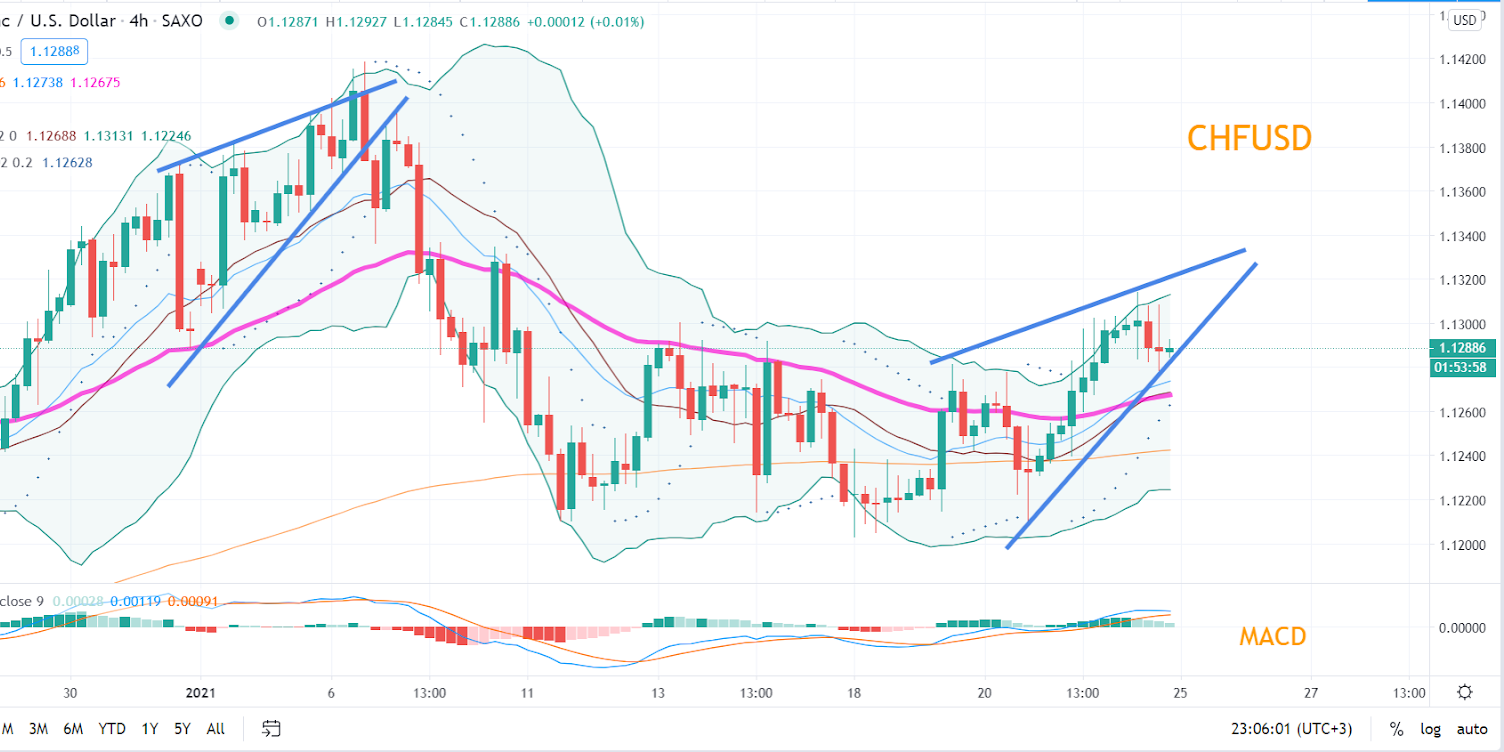 / U.S. Dollar · 4h · SAXO O1.12871 H1.12927 L1.12845 C1.12886 +0.00012 (+0.01%)
USD
0.5 1.12888
1.14200
6 1.12738 1.12675
1.14000
2 0 1.12688 1.13131 1.12246
CHFUSD
1.13800
2 0.2 1.12628
1.13600
1.13400
1.13200
1.13000
1.12886
01:53:58
1.12600
1.12400
1.12200
1.12000
close 9 0.00028 0.00119 0.00091
0.00000
MACD
30 2021 6 13:00 11 13 13:00 18 20 13:00 25 27 13:00
M 3M 6M YTD 1Y 5Y All 23:06:01 (UTC+3) % log auto